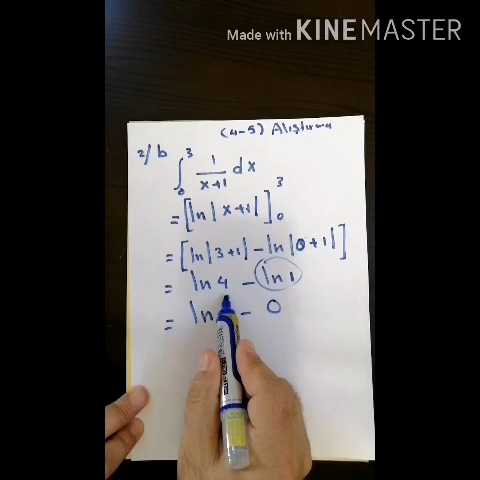 Made with KINEMASTER
(4-5) Alıştırma
2/b ∫₀³ 1/(x+1) dx
= [ln|x+1|]₀³
= [ln|3+1| - ln|0+1|]
= ln 4 - ln 1
= ln - 0